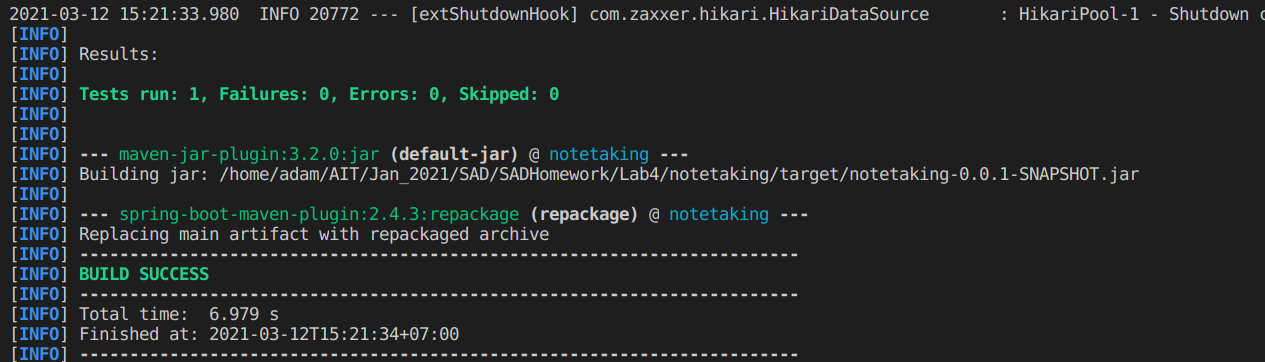 2021-03-12 15:21:33.980  INFO 20772 --- [extShutdownHook] com.zaxxer.hikari.HikariDataSource       : HikariPool-1 - Shutdown
[INFO]
[INFO] Results:
[INFO]
[INFO] Tests run: 1, Failures: 0, Errors: 0, Skipped: 0
[INFO]
[INFO]
[INFO] --- maven-jar-plugin:3.2.0:jar (default-jar) @ notetaking ---
[INFO] Building jar: /home/adam/AIT/Jan_2021/SAD/SADHomework/Lab4/notetaking/target/notetaking-0.0.1-SNAPSHOT.jar
[INFO]
[INFO] --- spring-boot-maven-plugin:2.4.3:repackage (repackage) @ notetaking ---
[INFO] Replacing main artifact with repackaged archive
[INFO] ------------------------------------------------------------------------
[INFO] BUILD SUCCESS
[INFO] ------------------------------------------------------------------------
[INFO] Total time:  6.979 s
[INFO] Finished at: 2021-03-12T15:21:34+07:00
[INFO] ------------------------------------------------------------------------